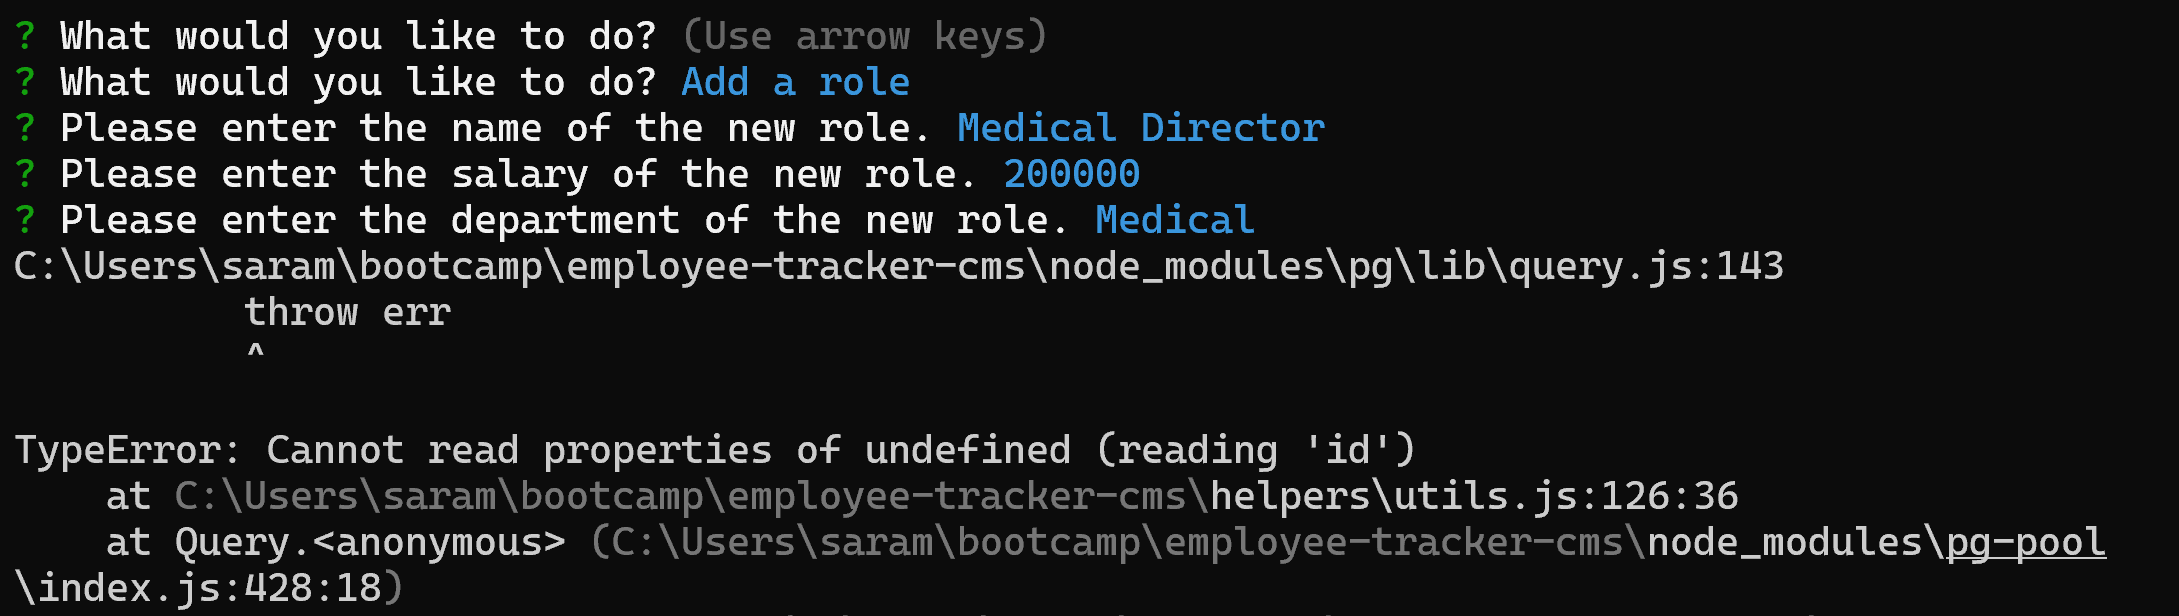 ? What would you like to do? (Use arrow keys)
? What would you like to do? Add a role
? Please enter the name of the new role. Medical Director
? Please enter the salary of the new role. 200000
? Please enter the department of the new role. Medical
C:\Users\saram\bootcamp\employee-tracker-cms\node_modules\pg\lib\query.js:143
          throw err
          ^
TypeError: Cannot read properties of undefined (reading 'id')
    at C:\Users\saram\bootcamp\employee-tracker-cms\helpers\utils.js:126:36
    at Query.<anonymous> (C:\Users\saram\bootcamp\employee-tracker-cms\node_modules\pg-pool
\index.js:428:18)